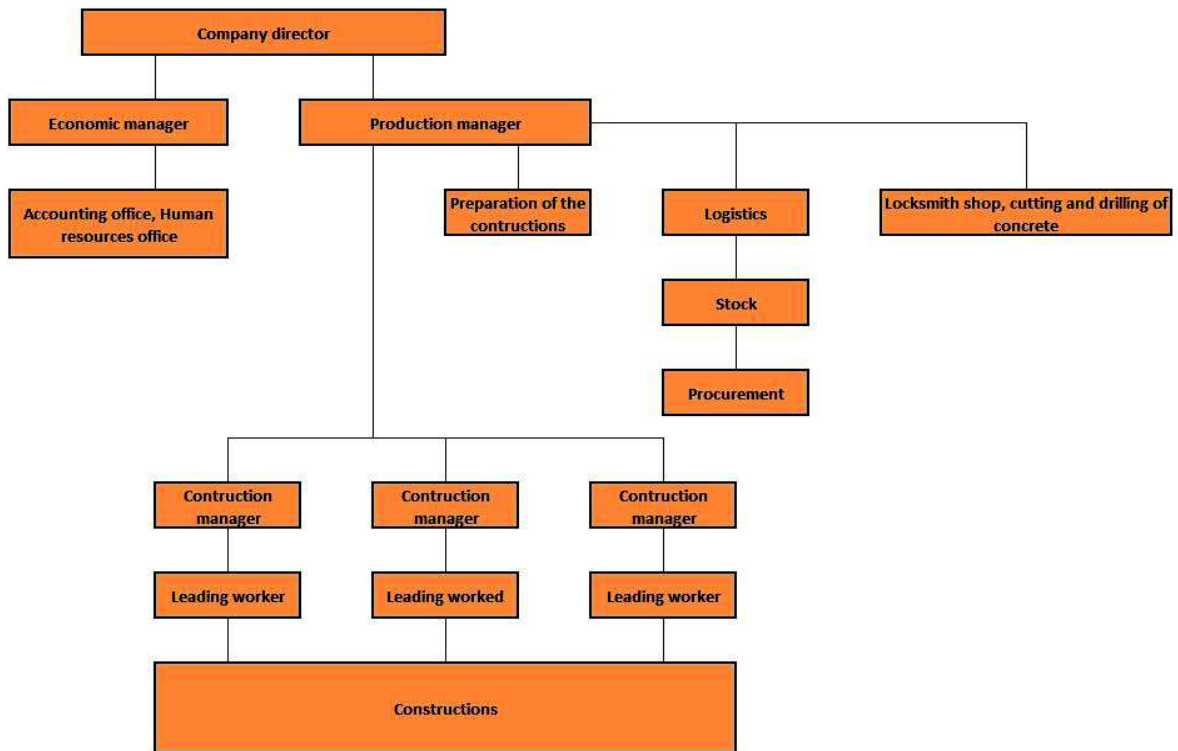 Company director
Economic manager
Production manager
Accounting office, Human
resources office
Preparation of the
contructions
Logistics
Locksmith shop, cutting and drilling of
concrete
Stock
Procurement
Contruction
manager
Contruction
manager
Contruction
manager
Leading worker
Leading worked
Leading worker
Constructions